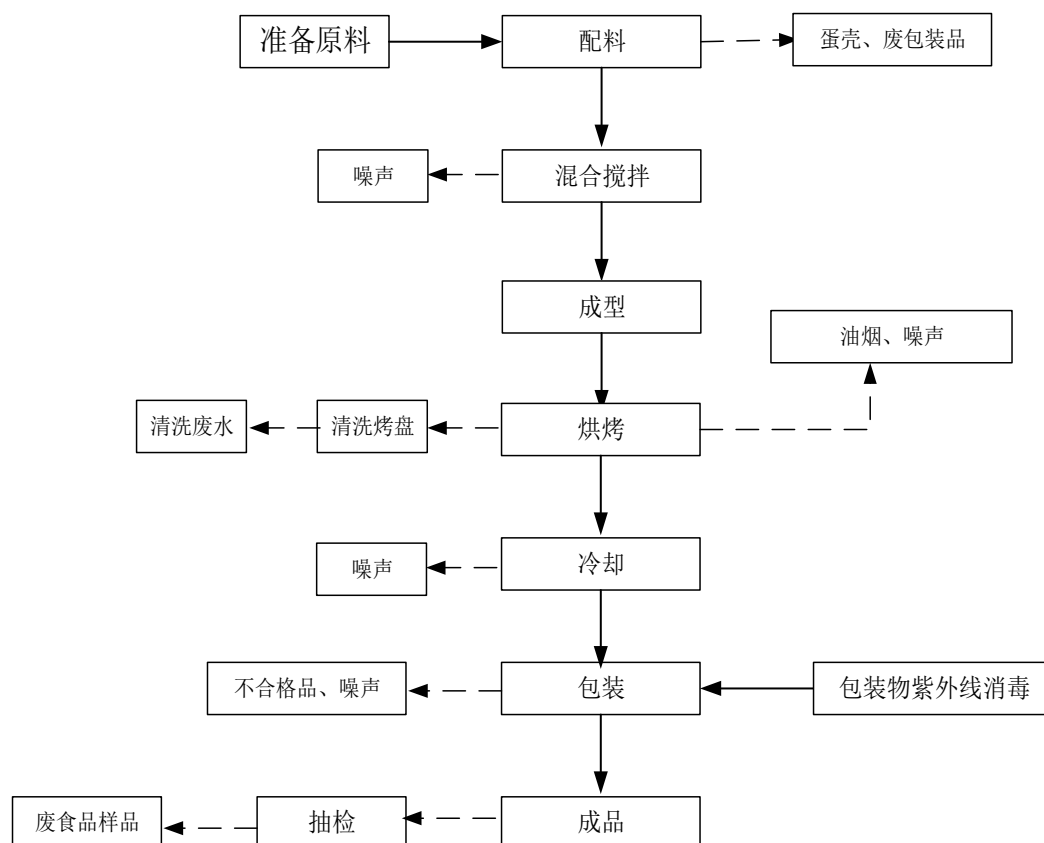 准备原料
配料
蛋壳、废包装品
噪声
混合搅拌
成型
油烟、噪声
清洗废水
清洗烤盘
烘烤
噪声
冷却
不合格品、噪声
包装
包装物紫外线消毒
废食品样品
抽检
成品